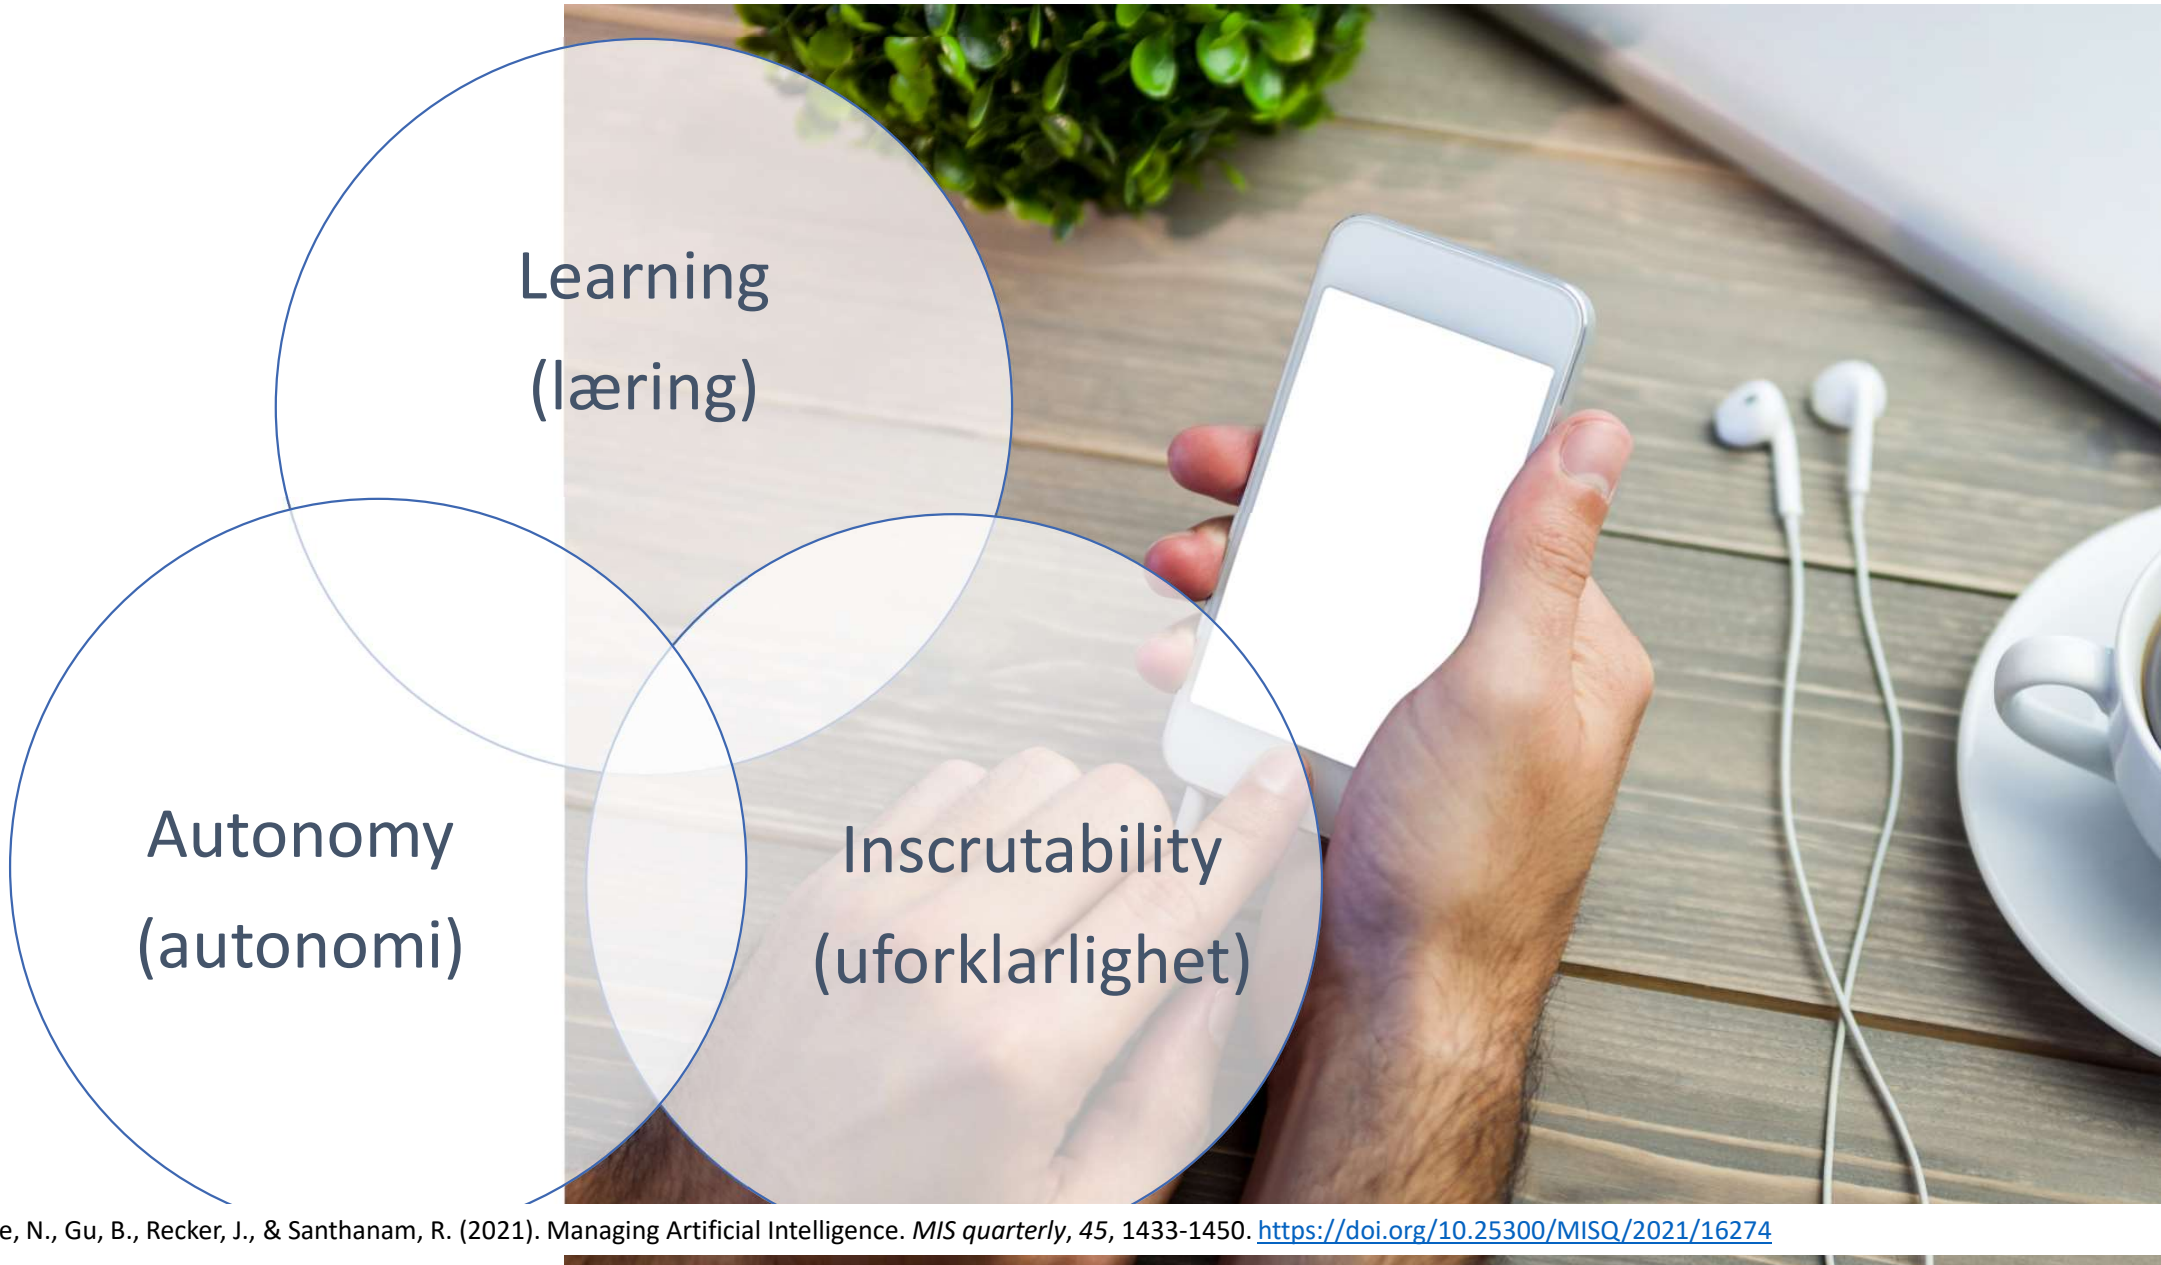 Learning
(læring)
Autonomy
(autonomi)
Inscrutability
(uforklarlighet)
e, N., Gu, B., Recker, J., & Santhanam, R. (2021). Managing Artificial Intelligence. MIS quarterly, 45, 1433-1450. https://doi.org/10.25300/MISQ/2021/16274